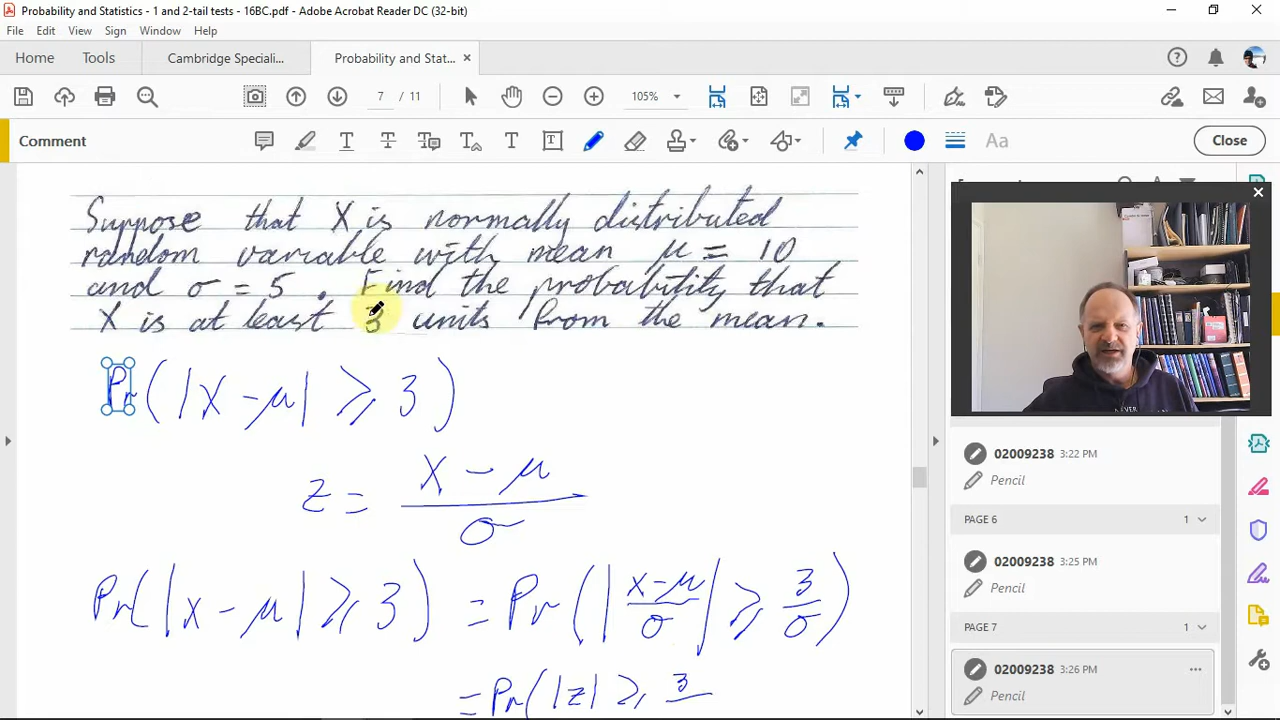 Probability and Statistics - 1 and 2-tail tests - 16BC.pdf - Adobe Acrobat Reader DC (32-bit)
File Edit View Sign Window Help
Home Tools Cambridge Speciali... Probability and Stat... ×
7 / 11 105%
Comment Aa Close
Suppose that X is normally distributed
random variable with mean μ = 10
and σ = 5 . Find the probability that
X is at least 3 units from the mean.
Pr(|X - μ| ⩾ 3)
z = X - μ
σ
Pr(|X - μ| ⩾ 3) = Pr(|x-μ/σ| ⩾ 3/σ)
= Pr(|z| ⩾ 3
02009238 3:22 PM
Pencil
PAGE 6 1
02009238 3:25 PM
Pencil
PAGE 7 1
02009238 3:26 PM ...
Pencil